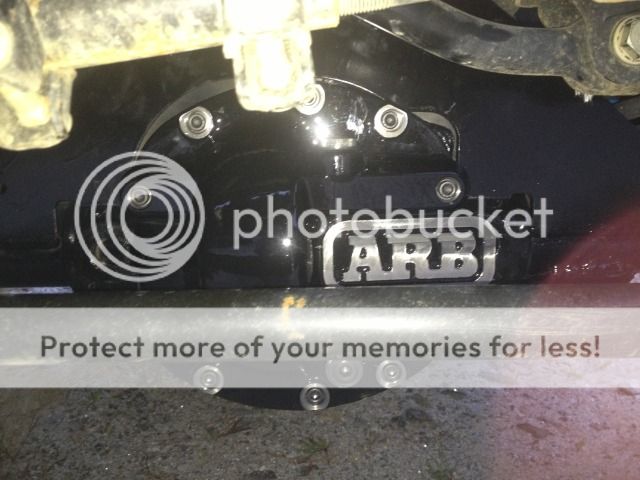 photobucket
ARB
Protect more of your memories for less!